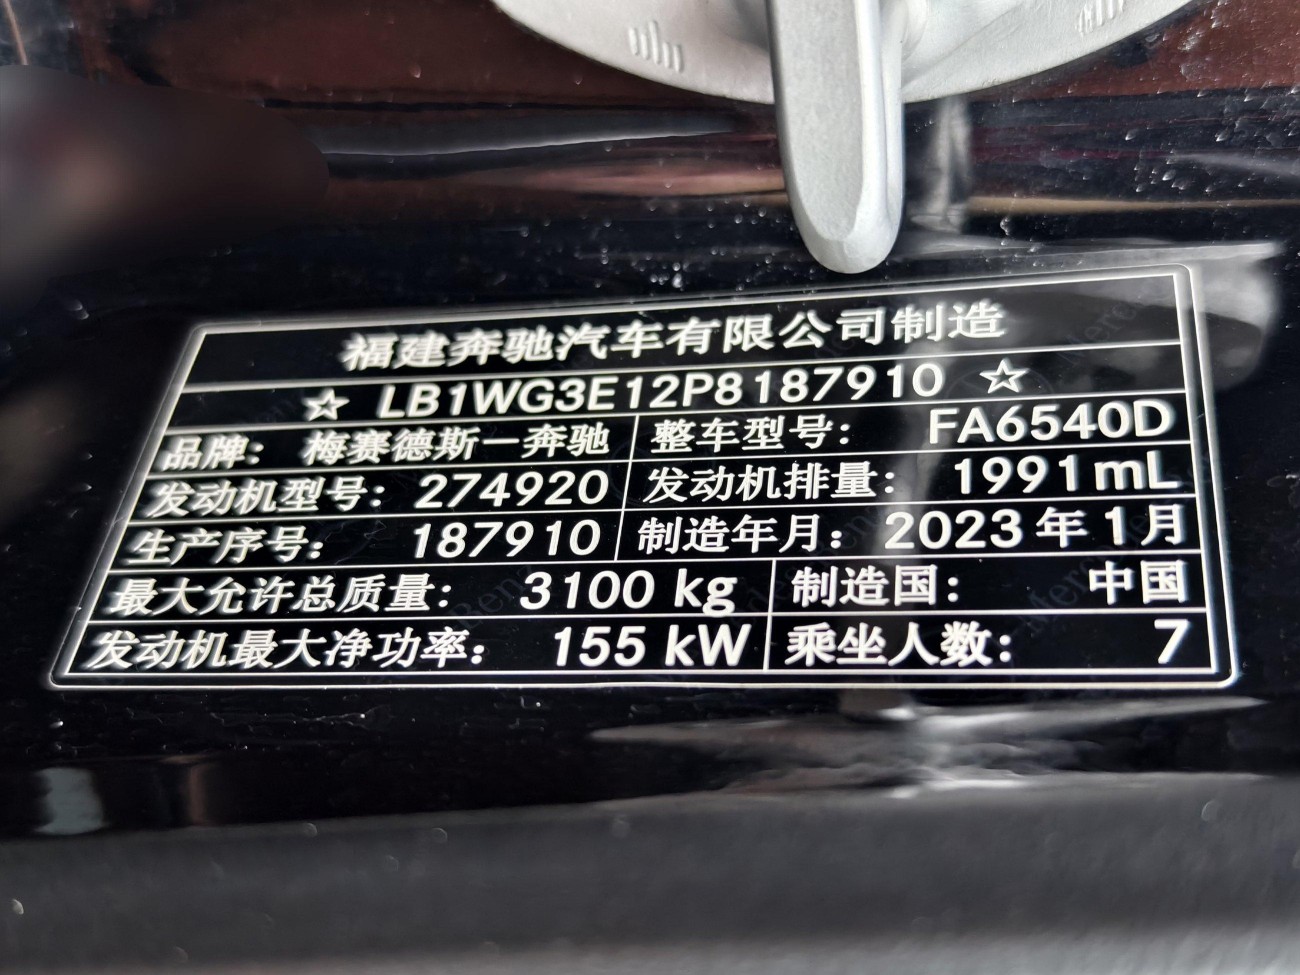 福建奔驰汽车有限公司制造
☆ LB1WG3E12P8187910 ☆
品牌： 梅赛德斯－奔驰 整车型号： FA6540D
发动机型号：274920 发动机排量： 1991mL
生产序号： 187910 制造年月：2023年1月
最大允许总质量： 3100 kg 制造国： 中国
发动机最大净功率： 155 kW 乘坐人数： 7